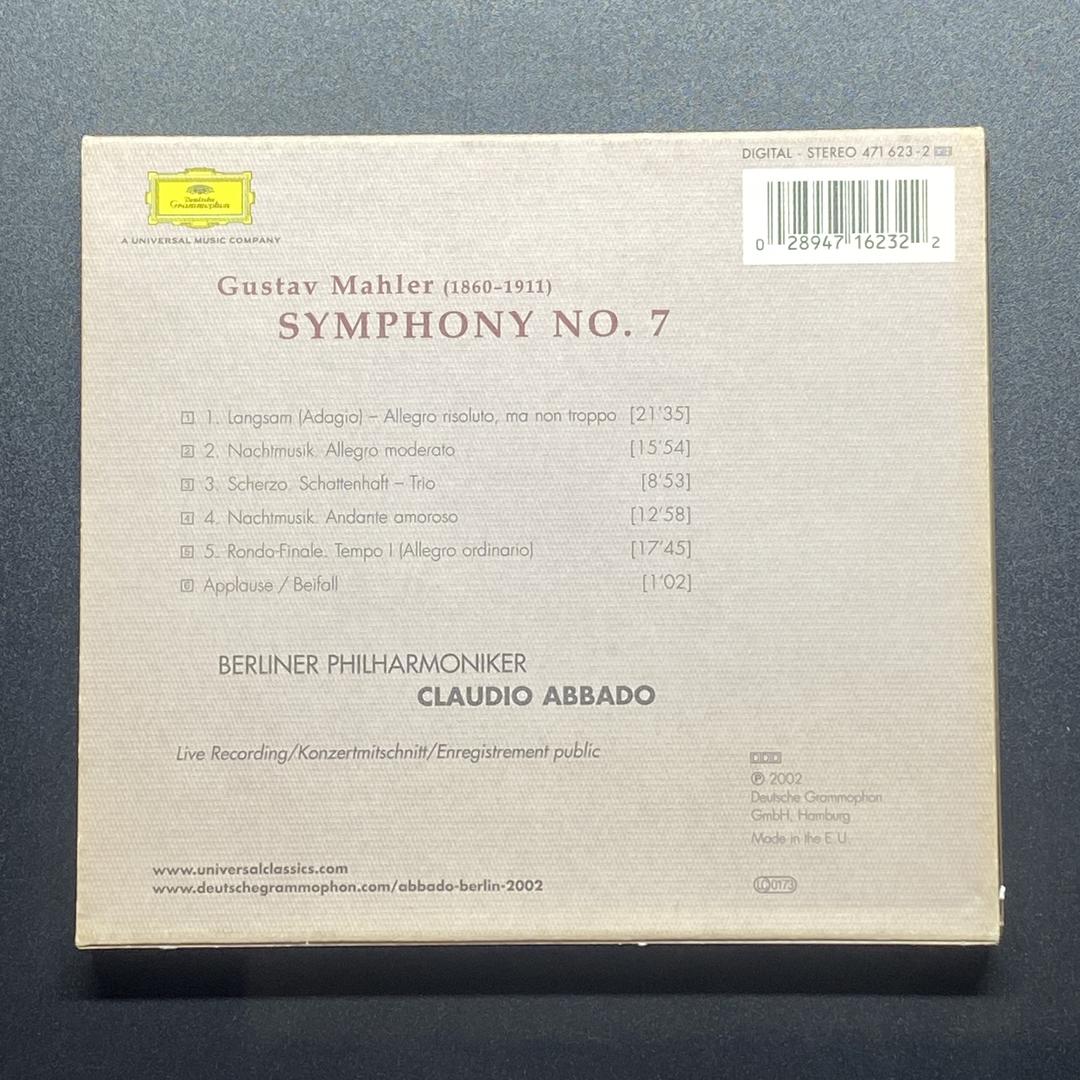 DIGITAL · STEREO 471 623-2
Deutsche
Grammophon
A UNIVERSAL MUSIC COMPANY
0 28947 16232 2
Gustav Mahler (1860–1911)
SYMPHONY NO. 7
1 1. Langsam (Adagio) – Allegro risoluto, ma non troppo [21'35]
2 2. Nachtmusik. Allegro moderato [15'54]
3 3. Scherzo. Schattenhaft – Trio [8'53]
4 4. Nachtmusik. Andante amoroso [12'58]
5 5. Rondo-Finale. Tempo I (Allegro ordinario) [17'45]
6 Applause / Beifall [1'02]
BERLINER PHILHARMONIKER
CLAUDIO ABBADO
Live Recording/Konzertmitschnitt/Enregistrement public
DDD
℗ 2002
Deutsche Grammophon
GmbH, Hamburg
Made in the E.U.
www.universalclassics.com
www.deutschegrammophon.com/abbado-berlin-2002
LC 0173